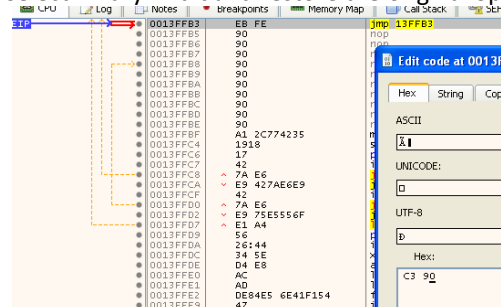 CPU Log Notes Breakpoints Memory Map Call Stack SEH
EIP 0013FFB3 EB FE jmp 13FFB3
0013FFB5 90 nop
0013FFB6 90 nop
0013FFB7 90
0013FFB8 90
0013FFB9 90
0013FFBA 90
0013FFBB 90
0013FFBC 90
0013FFBD 90
0013FFBE 90
0013FFBF A1 2C774235
0013FFC4 1918
0013FFC6 17
0013FFC7 42
0013FFC8 7A E6
0013FFCA E9 427AE6E9
0013FFCF 42
0013FFD0 7A E6
0013FFD2 E9 75E5556F
0013FFD7 E1 A4
0013FFD9 56
0013FFDA 26:44
0013FFDC 34 5E
0013FFDE D4 E8
0013FFE0 AC
0013FFE1 AD
0013FFE2 DE84E5 6E41F154
0013FFE9 47
Edit code at 0013F
Hex String Cop
ASCII
UNICODE:
UTF-8
Hex:
C3 90